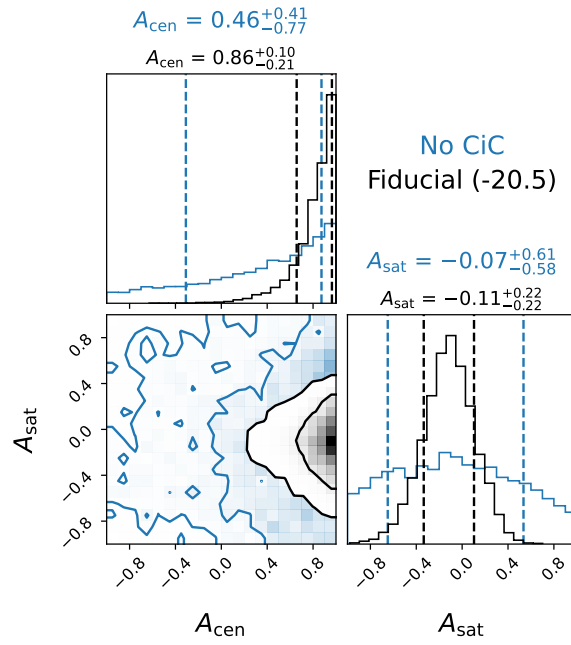 A_cen = 0.46^{+0.41}_{-0.77}
A_cen = 0.86^{+0.10}_{-0.21}
No CiC
Fiducial (-20.5)
A_sat = −0.07^{+0.61}_{-0.58}
A_sat = −0.11^{+0.22}_{-0.22}
0.8
0.4
0.0
−0.4
−0.8
A_sat
−0.8
−0.4
0.0
0.4
0.8
A_cen
−0.8
−0.4
0.0
0.4
0.8
A_sat